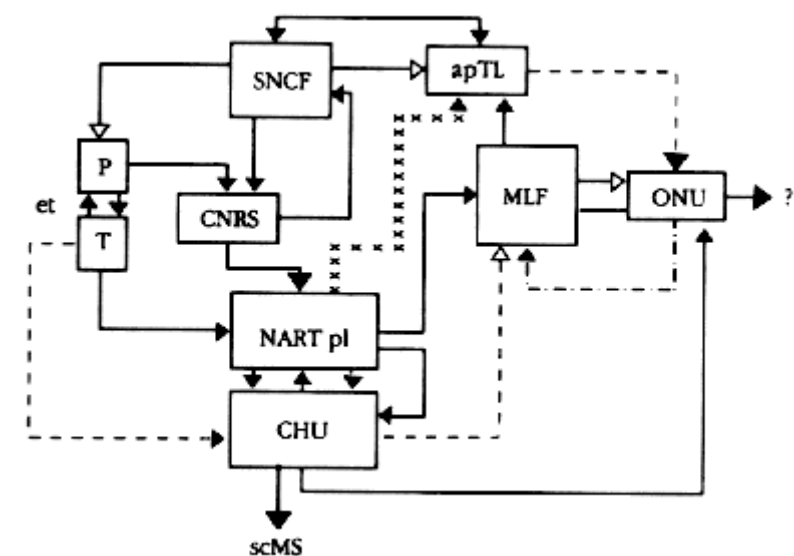 SNCF
apTL
P
et
T
CNRS
MLF
ONU
?
NART pl
CHU
scMS